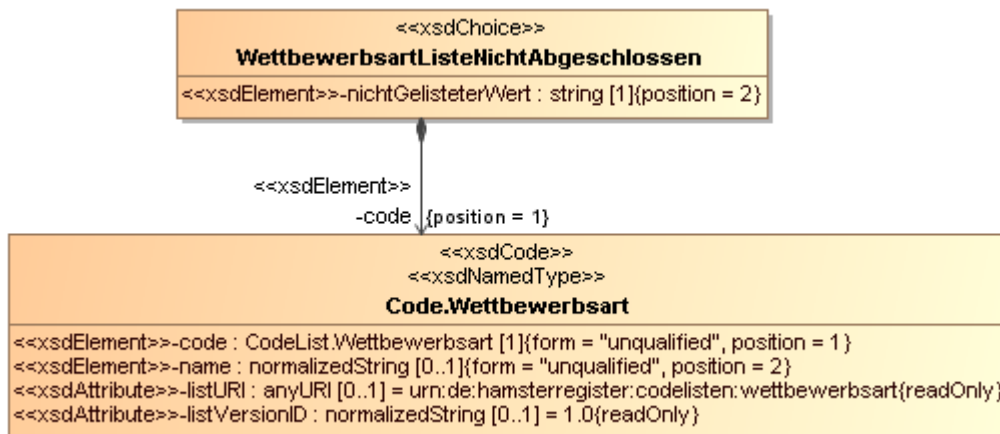 <<xsdChoice>>
WettbewerbsartListeNichtAbgeschlossen
<<xsdElement>>-nichtGelisteterWert : string [1]{position = 2}
<<xsdElement>>
-code {position = 1}
<<xsdCode>>
<<xsdNamedType>>
Code.Wettbewerbsart
<<xsdElement>>-code : CodeList.Wettbewerbsart [1]{form = "unqualified", position = 1}
<<xsdElement>>-name : normalizedString [0..1]{form = "unqualified", position = 2}
<<xsdAttribute>>-listURI : anyURI [0..1] = urn:de:hamsterregister:codelisten:wettbewerbsart{readOnly}
<<xsdAttribute>>-listVersionID : normalizedString [0..1] = 1.0{readOnly}